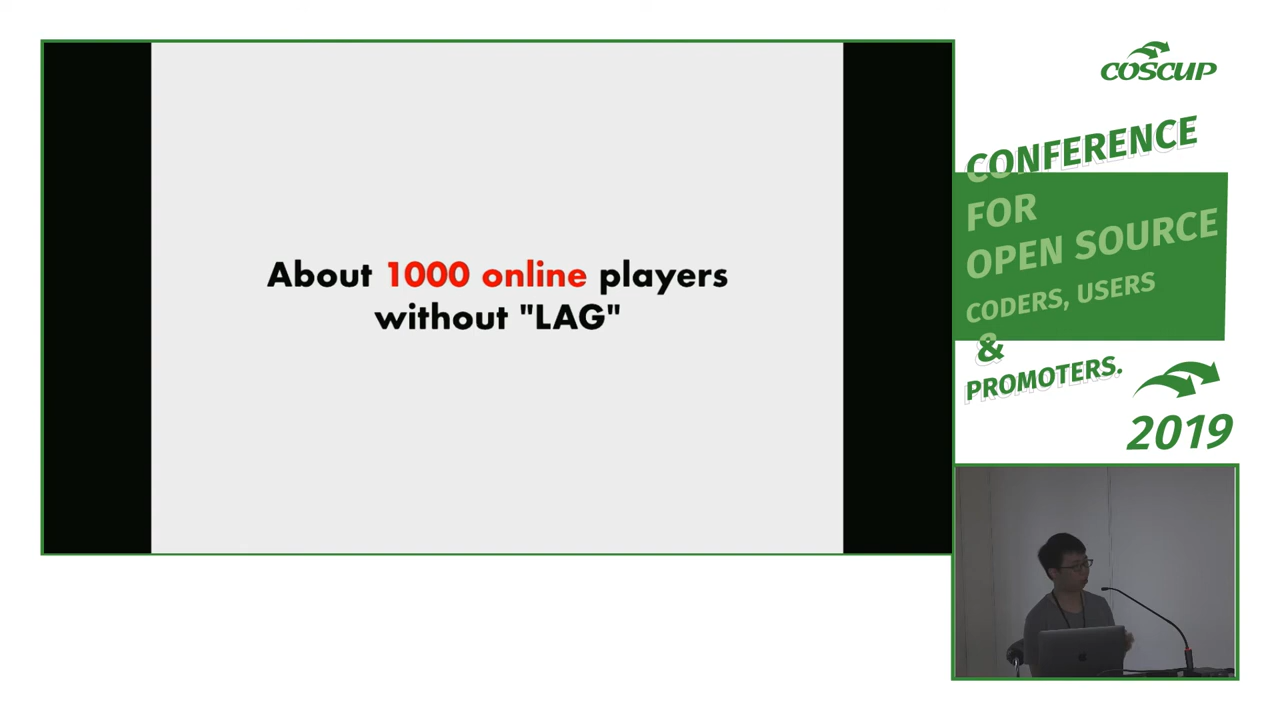 About 1000 online players
without "LAG"
COSCUP
CONFERENCE
FOR
OPEN SOURCE
CODERS, USERS
&
PROMOTERS.
2019